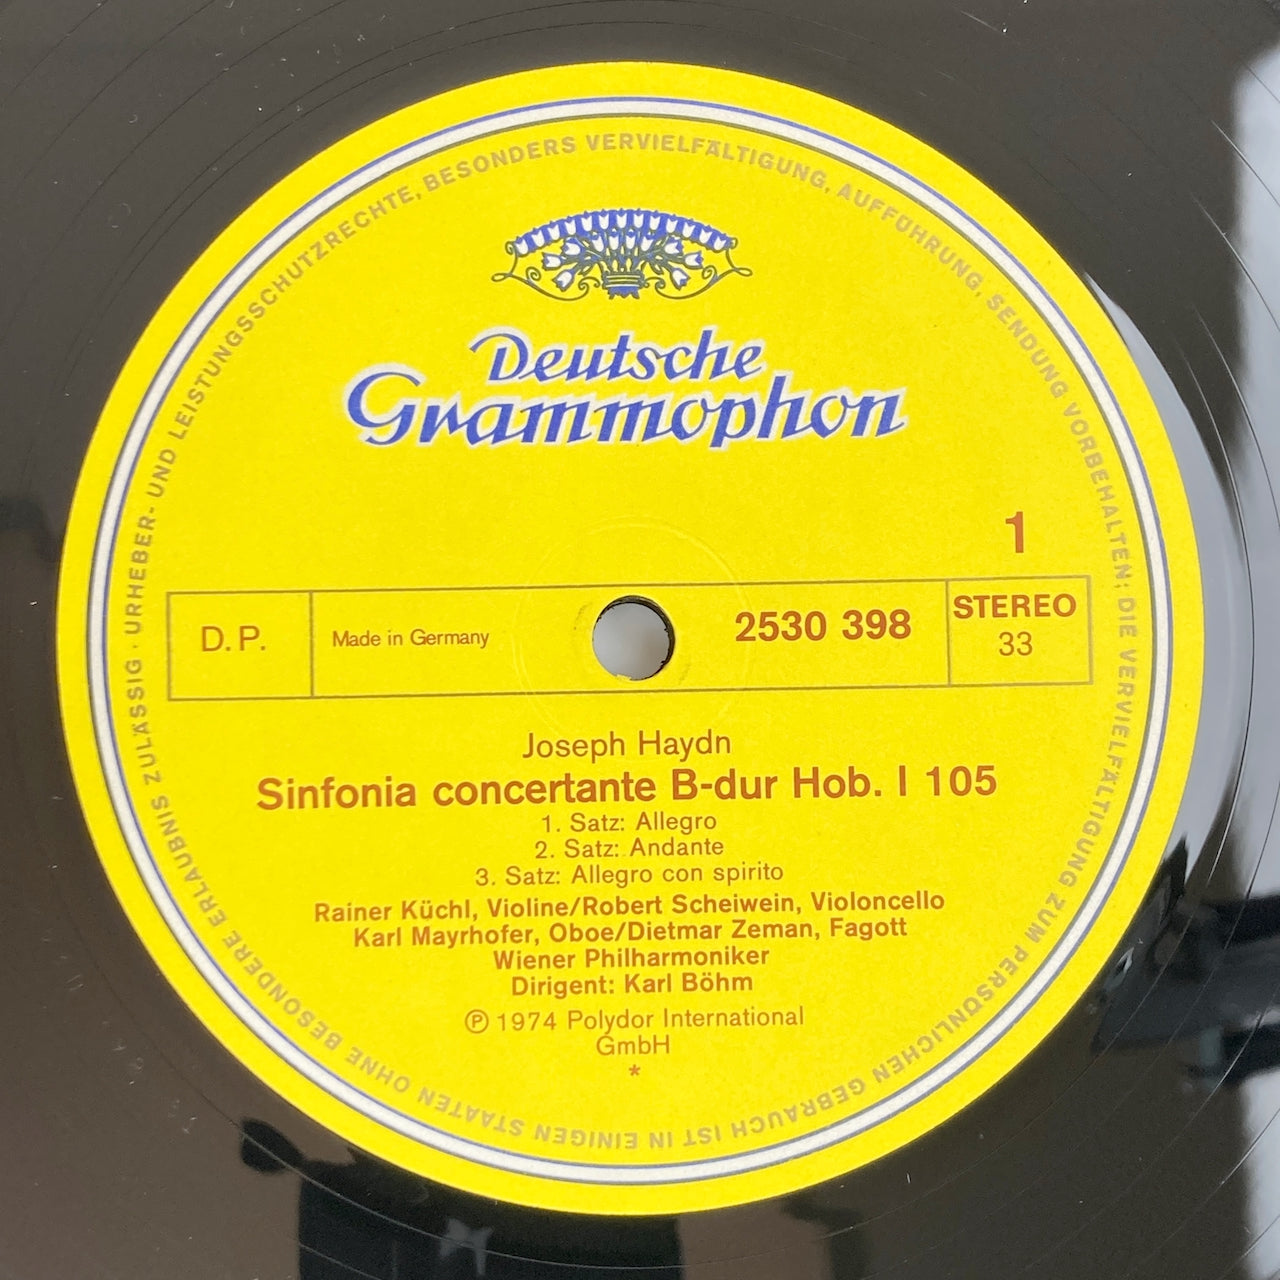 URHEBER- UND LEISTUNGSSCHUTZRECHTE, BESONDERS VERVIELFÄLTIGUNG, AUFFÜHRUNG, SENDUNG VORBEHALTEN; DIE VERVIELFÄLTIGUNG ZUM PERSÖNLICHEN GEBRAUCH IST IN EINIGEN STAATEN OHNE BESONDERE ERLAUBNIS ZULÄSSIG ·
Deutsche
Grammophon
1
D.P. Made in Germany 2530 398 STEREO
33
Joseph Haydn
Sinfonia concertante B-dur Hob. I 105
1. Satz: Allegro
2. Satz: Andante
3. Satz: Allegro con spirito
Rainer Küchl, Violine/Robert Scheiwein, Violoncello
Karl Mayrhofer, Oboe/Dietmar Zeman, Fagott
Wiener Philharmoniker
Dirigent: Karl Böhm
℗ 1974 Polydor International
GmbH
*